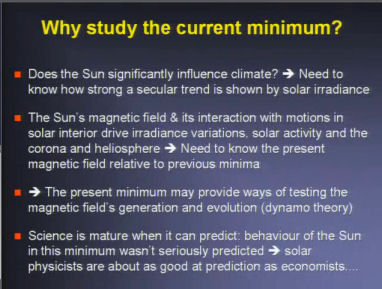 Why study the current minimum?
Does the Sun significantly influence climate? ➔ Need to
know how strong a secular trend is shown by solar irradiance
The Sun's magnetic field & its interaction with motions in
solar interior drive irradiance variations, solar activity and the
corona and heliosphere ➔ Need to know the present
magnetic field relative to previous minima
➔ The present minimum may provide ways of testing the
magnetic field's generation and evolution (dynamo theory)
Science is mature when it can predict: behaviour of the Sun
in this minimum wasn't seriously predicted ➔ solar
physicists are about as good at prediction as economists....